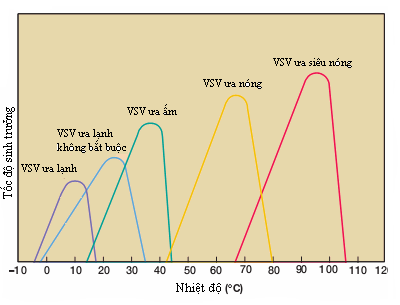 VSV ưa siêu nóng
VSV ưa nóng
VSV ưa ấm
VSV ưa lạnh
không bắt buộc
VSV ưa lạnh
Tốc độ sinh trưởng
–10 0 10 20 30 40 50 60 70 80 90 100 110 120
Nhiệt độ (°C)